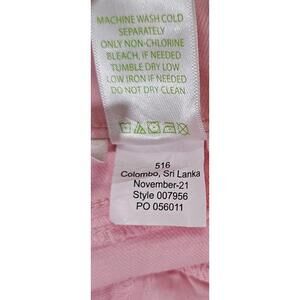 MACHINE WASH COLD
SEPARATELY
ONLY NON-CHLORINE
BLEACH, IF NEEDED
TUMBLE DRY LOW
LOW IRON IF NEEDED
DO NOT DRY CLEAN
516
Colombo, Sri Lanka
November-21
Style 007956
PO 056011